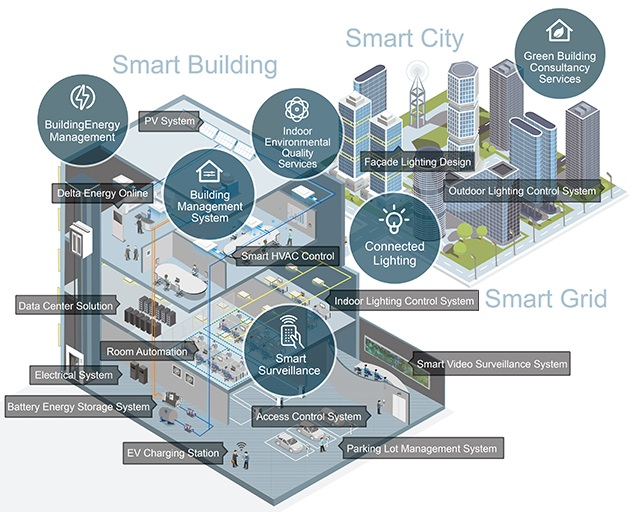 Smart City
Smart Building
Green Building
Consultancy
Services
BuildingEnergy
Management
PV System
Indoor
Environmental
Quality
Services
Façade Lighting Design
Delta Energy Online
Building
Management
System
Outdoor Lighting Control System
Connected
Lighting
Smart HVAC Control
Smart Grid
Data Center Solution
Indoor Lighting Control System
Room Automation
Smart
Surveillance
Smart Video Surveillance System
Electrical System
Battery Energy Storage System
Access Control System
EV Charging Station
Parking Lot Management System